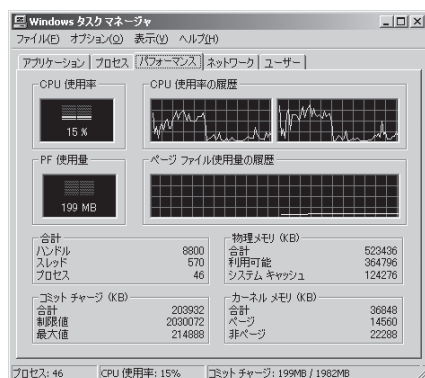 Windows タスク マネージャ
ファイル(F) オプション(O) 表示(V) ヘルプ(H)
アプリケーション プロセス パフォーマンス ネットワーク ユーザー
CPU 使用率 CPU 使用率の履歴
15 %
PF 使用量 ページ ファイル使用量の履歴
199 MB
合計
ハンドル 8800
スレッド 570
プロセス 46
物理メモリ (KB)
合計 523436
利用可能 364796
システム キャッシュ 124276
コミット チャージ (KB)
合計 203932
制限値 2030072
最大値 214888
カーネル メモリ (KB)
合計 36848
ページ 14560
非ページ 22288
プロセス: 46 CPU 使用率: 15% コミット チャージ: 199MB / 1982MB